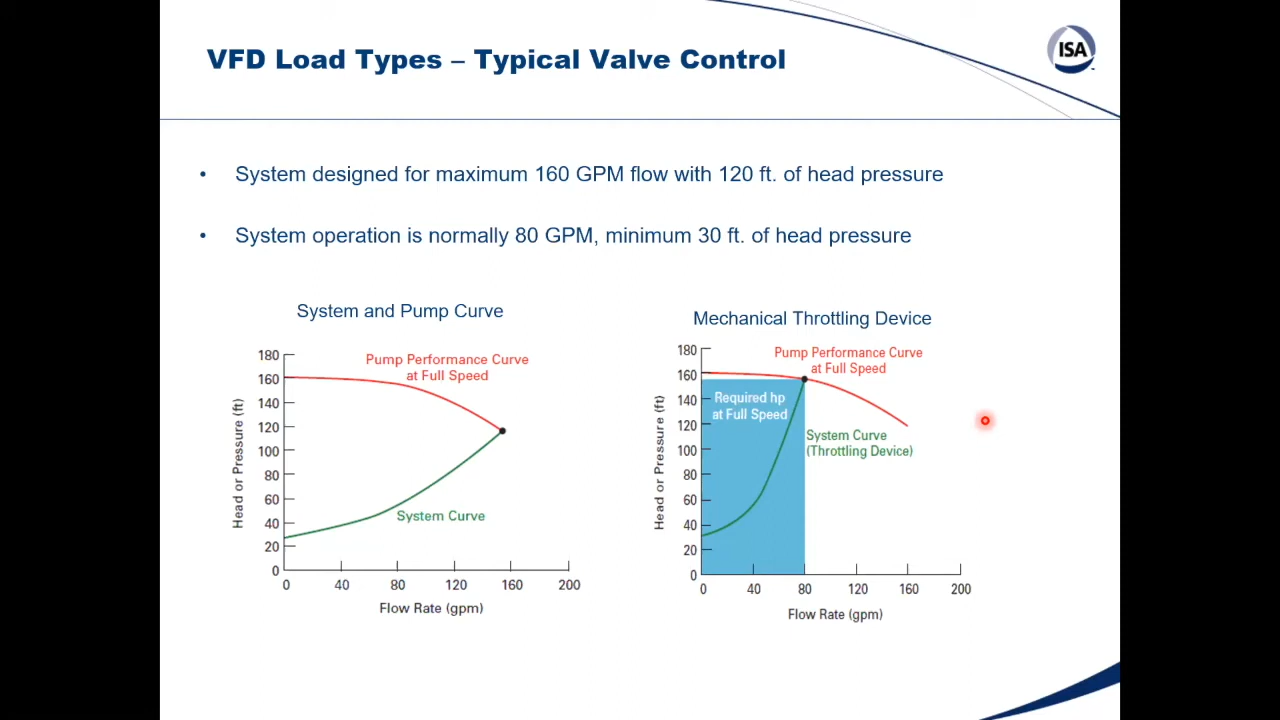 VFD Load Types – Typical Valve Control
ISA
• System designed for maximum 160 GPM flow with 120 ft. of head pressure
• System operation is normally 80 GPM, minimum 30 ft. of head pressure
System and Pump Curve
180
160
140
120
100
80
60
40
20
0
Head or Pressure (ft)
Pump Performance Curve
at Full Speed
System Curve
0 40 80 120 160 200
Flow Rate (gpm)
Mechanical Throttling Device
180
160
140
120
100
80
60
40
20
0
Head or Pressure (ft)
Pump Performance Curve
at Full Speed
Required hp
at Full Speed
System Curve
(Throttling Device)
0 40 80 120 160 200
Flow Rate (gpm)